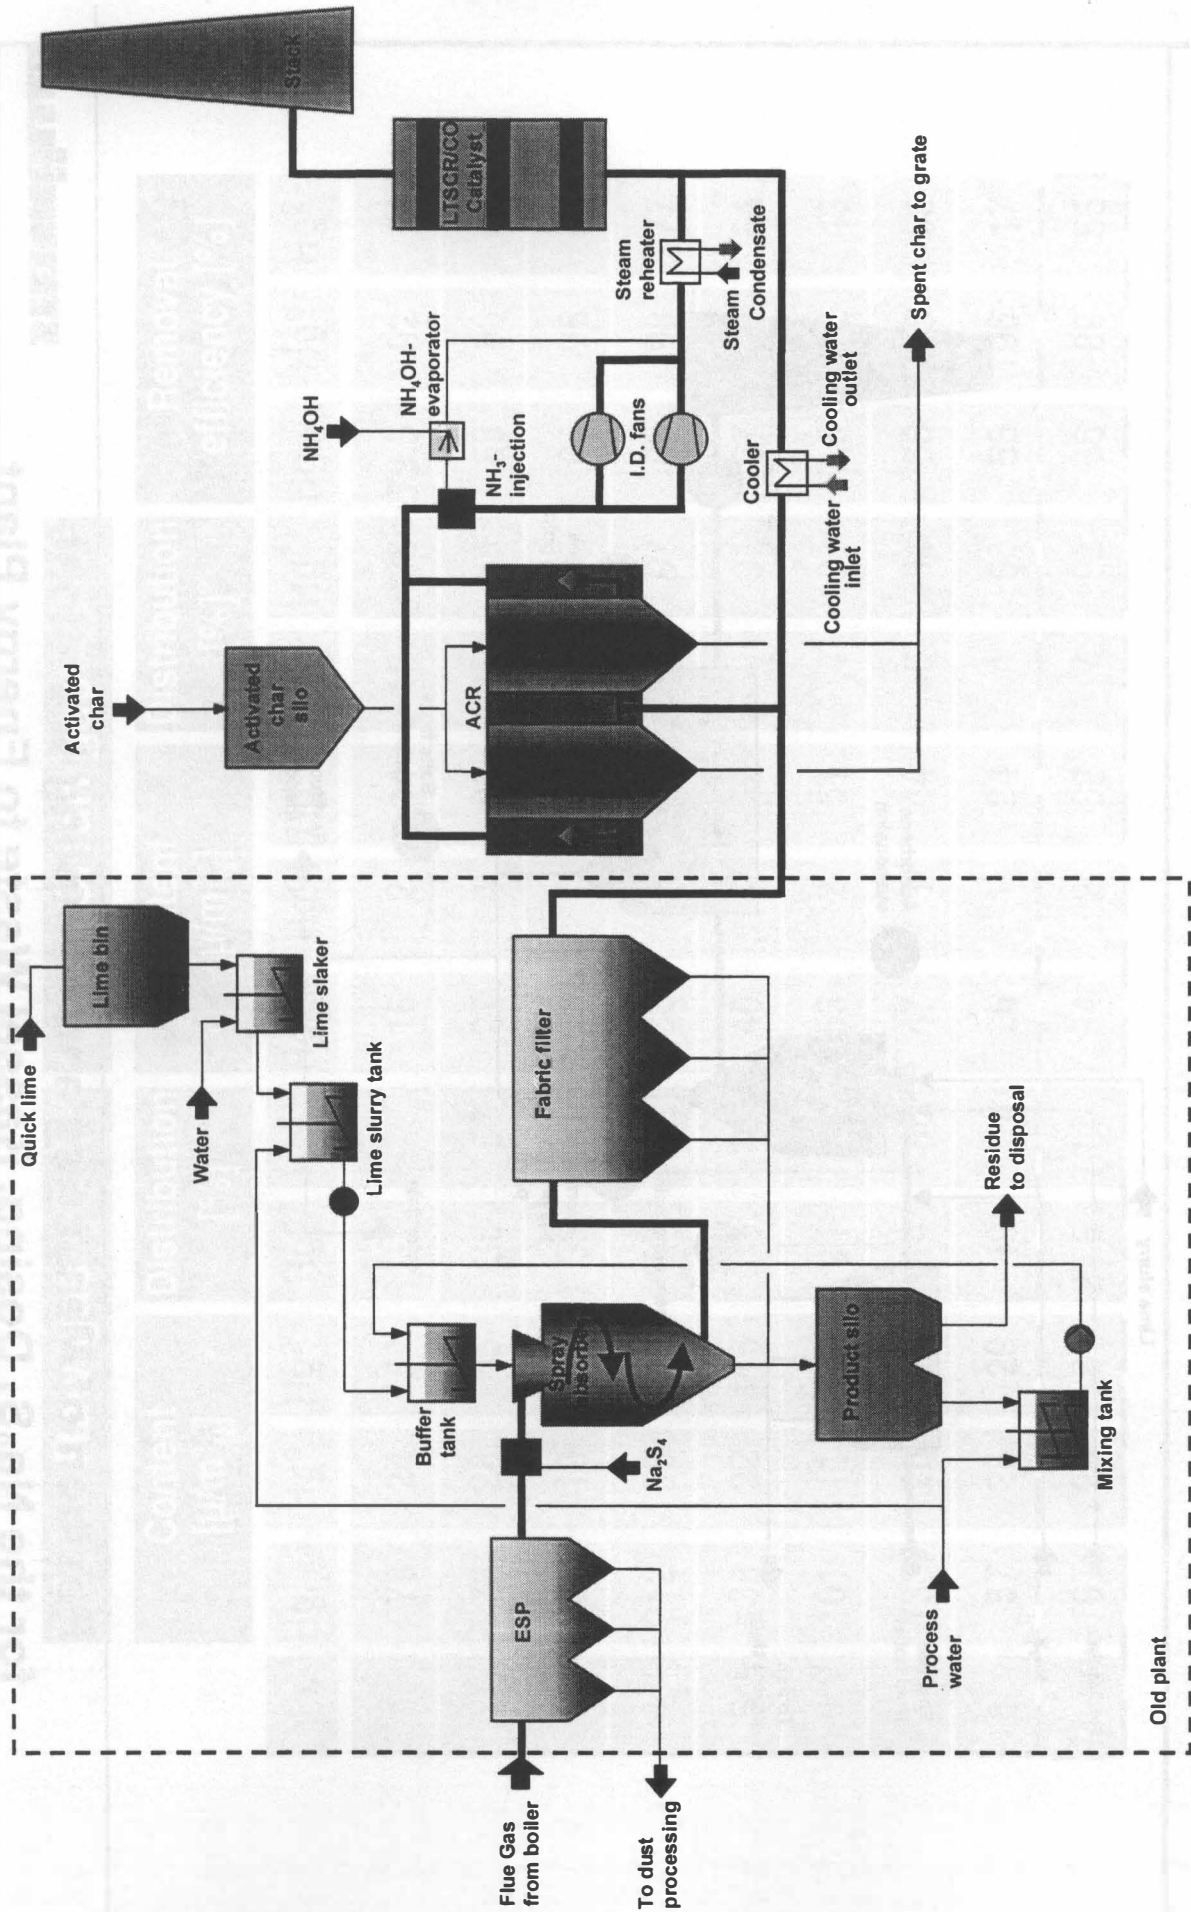 Flue Gas
from boiler
To dust
processing
ESP
Na₂S₄
Process
water
Old plant
Quick lime
Lime bin
Water
Lime slaker
Lime slurry tank
Buffer
tank
Spray
absorber
Fabric filter
Product silo
Mixing tank
Residue
to disposal
Activated
char
Activated
char
silo
ACR
NH₄OH
NH₄OH-
evaporator
NH₃-
injection
I.D. fans
Steam
reheater
Steam
Condensate
Cooler
Cooling water
inlet
Cooling water
outlet
Spent char to grate
LTSCR/CO
Catalyst
Stack